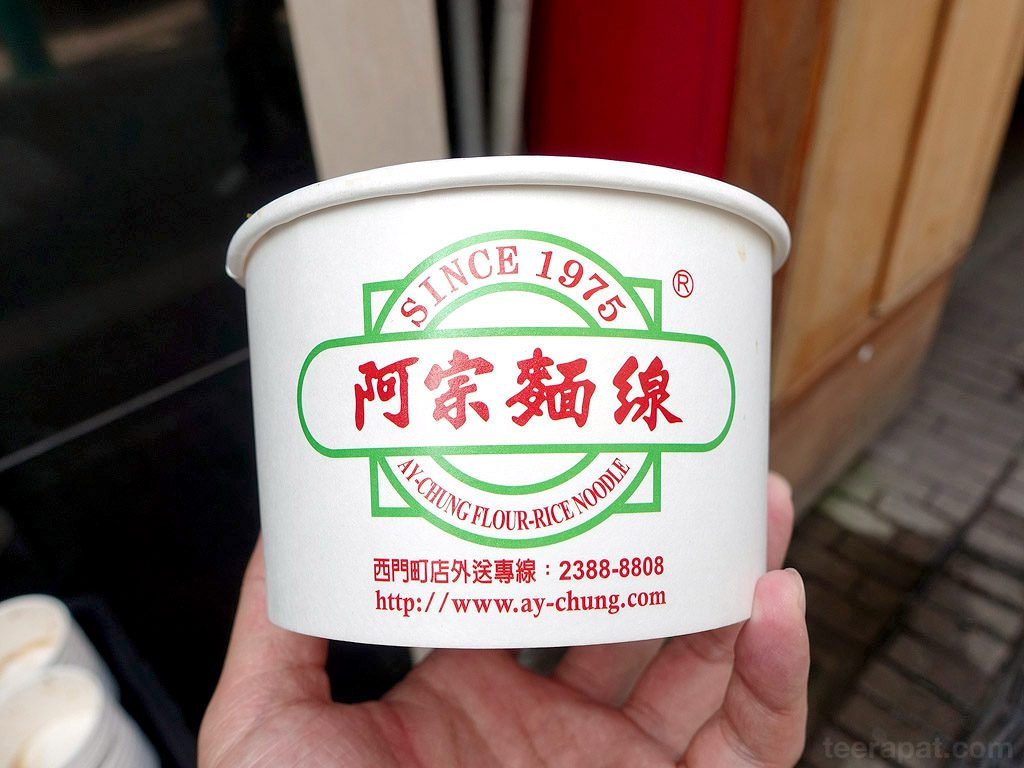 SINCE 1975
®
阿宗麵線
AY-CHUNG FLOUR-RICE NOODLE
西門町店外送專線：2388-8808
http://www.ay-chung.com
teerapat.com